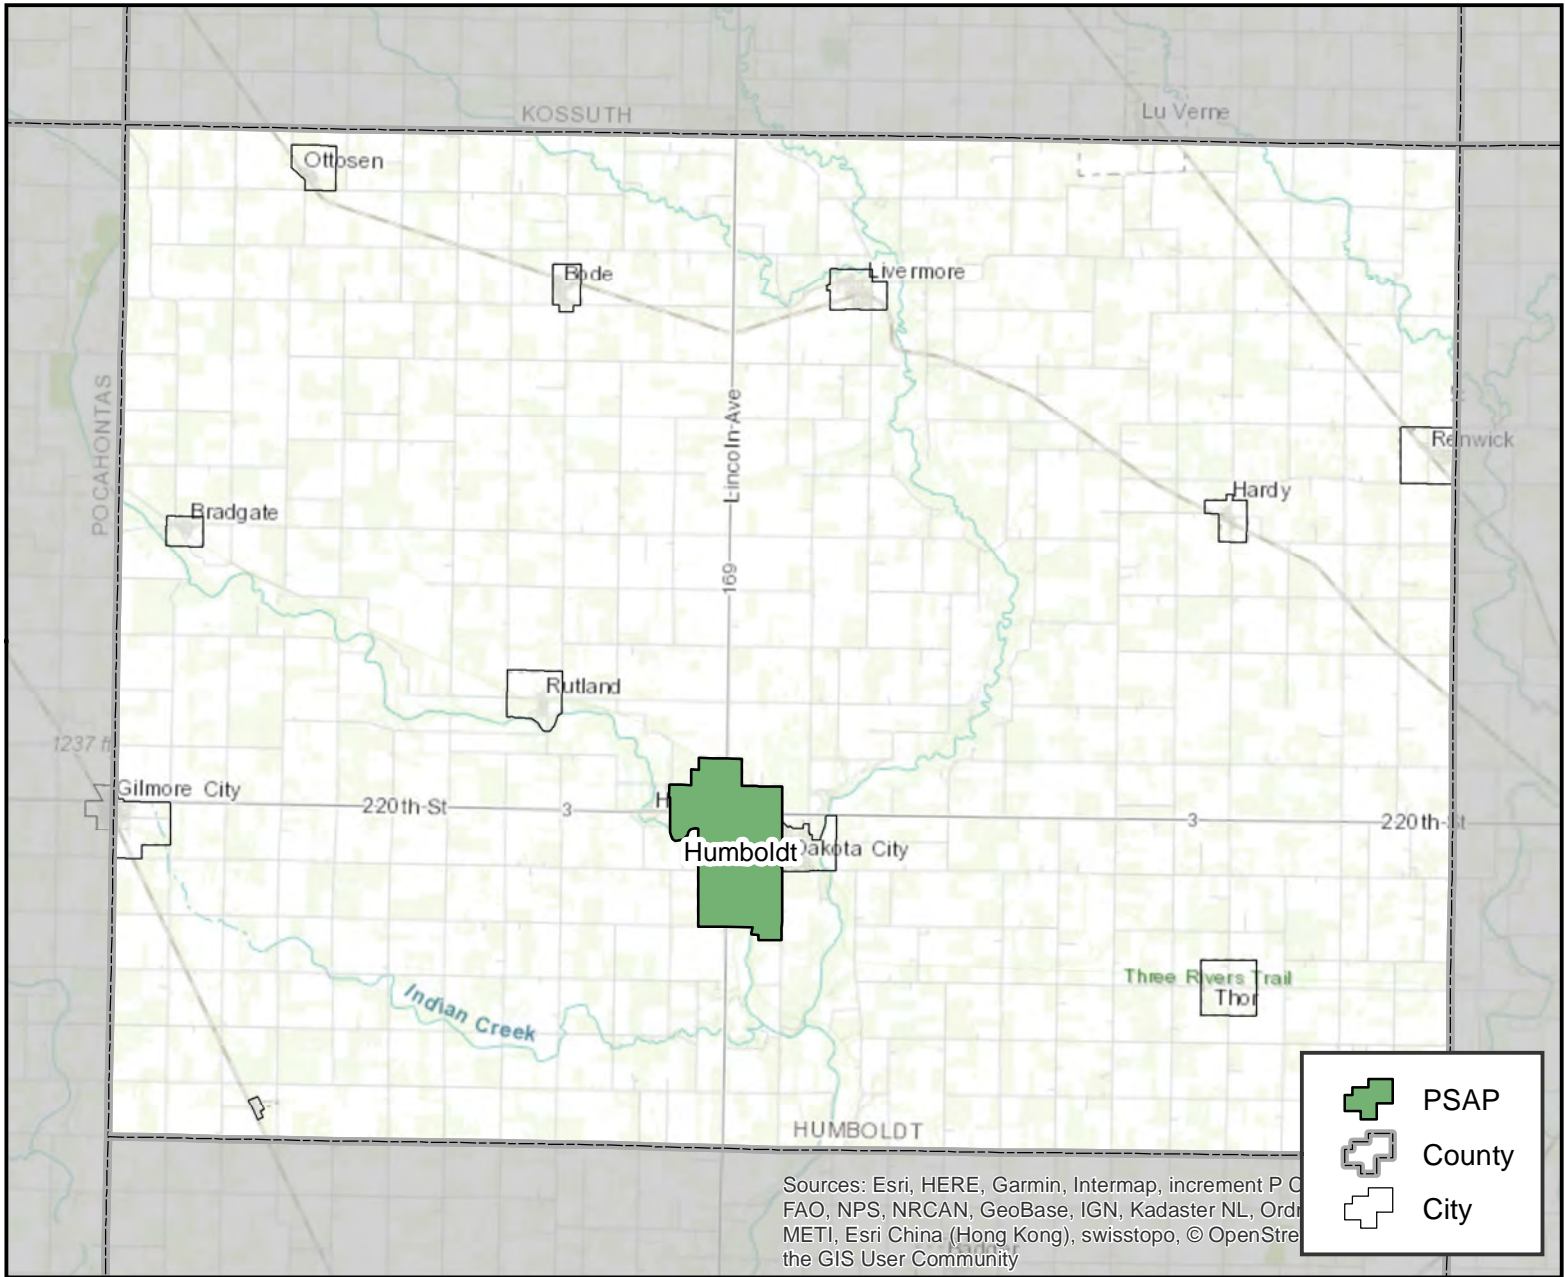 KOSSUTH
Lu Verne
Ottosen
Bode
Livermore
POCAHONTAS
Lincoln-Ave
Renwick
Hardy
Bradgate
169
Rutland
1237 ft
Gilmore City
220th-St
3
3
220th-St
Humboldt
Dakota City
Three Rivers Trail
Thor
Indian Creek
HUMBOLDT
PSAP
County
City
Sources: Esri, HERE, Garmin, Intermap, increment P C
FAO, NPS, NRCAN, GeoBase, IGN, Kadaster NL, Ordn
METI, Esri China (Hong Kong), swisstopo, © OpenStre
the GIS User Community